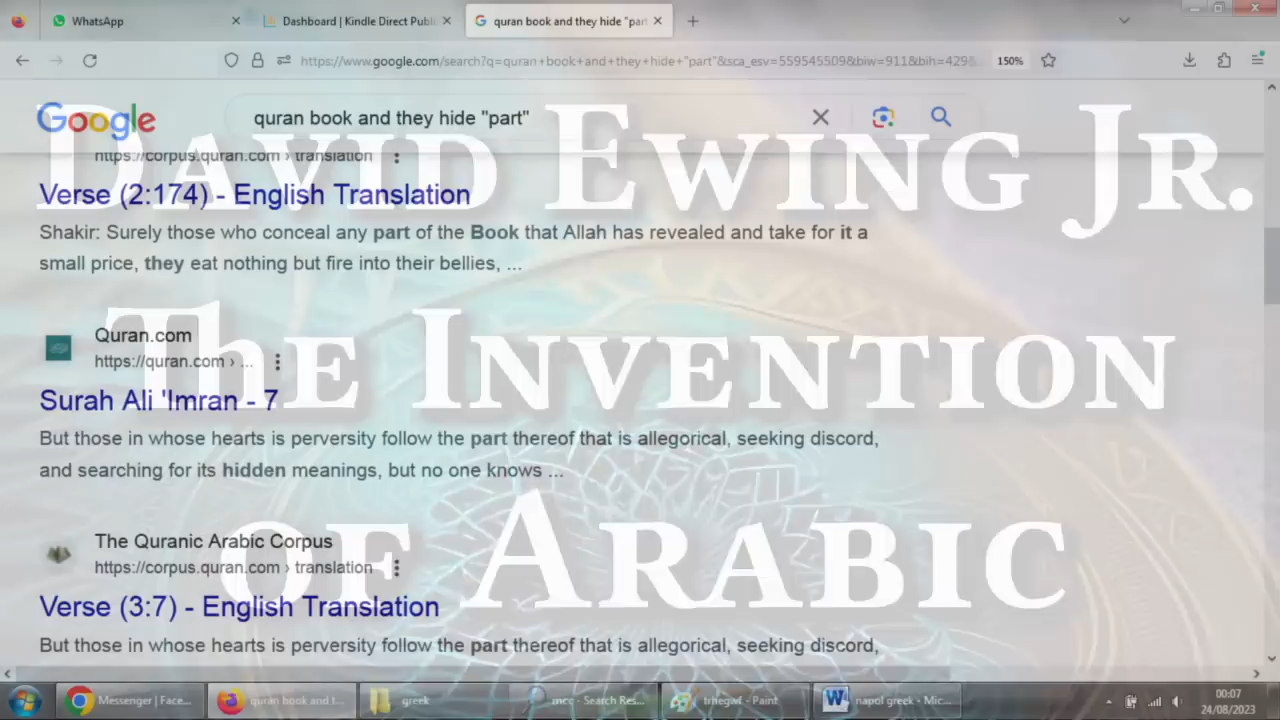 WhatsApp
Dashboard | Kindle Direct Publi
quran book and they hide "part
https://www.google.com/search?q=quran+book+and+they+hide+"part"&sca_esv=559545509&biw=911&bih=429&
150%
Google
quran book and they hide "part"
DAVID EWING JR.
https://corpus.quran.com › translation
Verse (2:174) - English Translation
Shakir: Surely those who conceal any part of the Book that Allah has revealed and take for it a
small price, they eat nothing but fire into their bellies, ...
THE INVENTION
Quran.com
https://quran.com › ...
Surah Ali 'Imran - 7
But those in whose hearts is perversity follow the part thereof that is allegorical, seeking discord,
and searching for its hidden meanings, but no one knows ...
OF ARABIC
The Quranic Arabic Corpus
https://corpus.quran.com › translation
Verse (3:7) - English Translation
But those in whose hearts is perversity follow the part thereof that is allegorical, seeking discord,
Messenger | Face...
quran book and t...
greek
mcc - Search Res...
trhegwf - Paint
napol greek - Mic...
00:07
24/08/2023